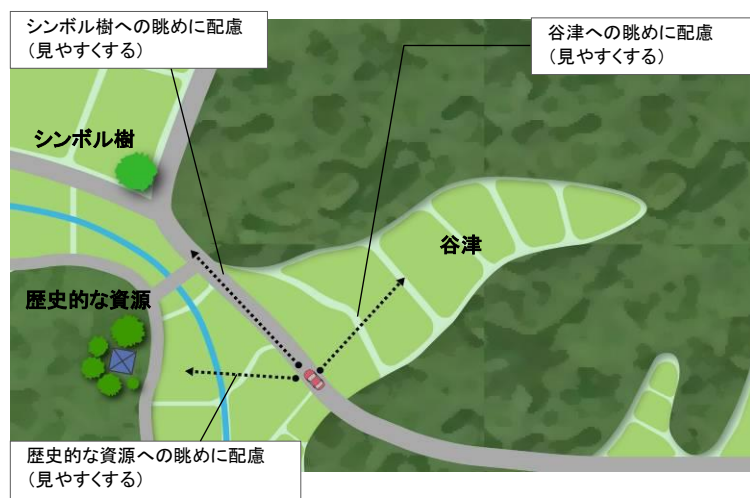 シンボル樹への眺めに配慮
（見やすくする）
谷津への眺めに配慮
（見やすくする）
シンボル樹
谷津
歴史的な資源
歴史的な資源への眺めに配慮
（見やすくする）